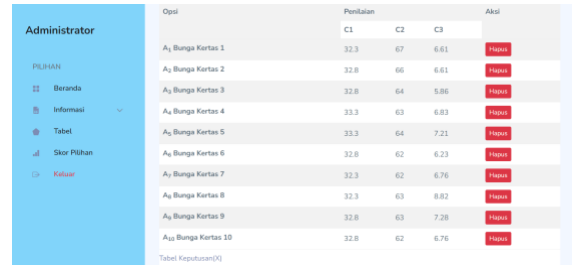 Opsi Penilaian Aksi
Administrator
C1 C2 C3
A1 Bunga Kertas 1 32.3 67 6.61 Hapus
PILIHAN
A2 Bunga Kertas 2 32.8 66 6.61 Hapus
Beranda
A3 Bunga Kertas 3 32.8 64 5.86 Hapus
Informasi
A4 Bunga Kertas 4 33.3 63 6.83 Hapus
Tabel
A5 Bunga Kertas 5 33.3 64 7.21 Hapus
Skor Pilihan
A6 Bunga Kertas 6 32.8 62 6.23 Hapus
Keluar
A7 Bunga Kertas 7 32.3 62 6.76 Hapus
A8 Bunga Kertas 8 32.3 63 8.82 Hapus
A9 Bunga Kertas 9 32.8 63 7.28 Hapus
A10 Bunga Kertas 10 32.8 62 6.76 Hapus
Tabel Keputusan(X)